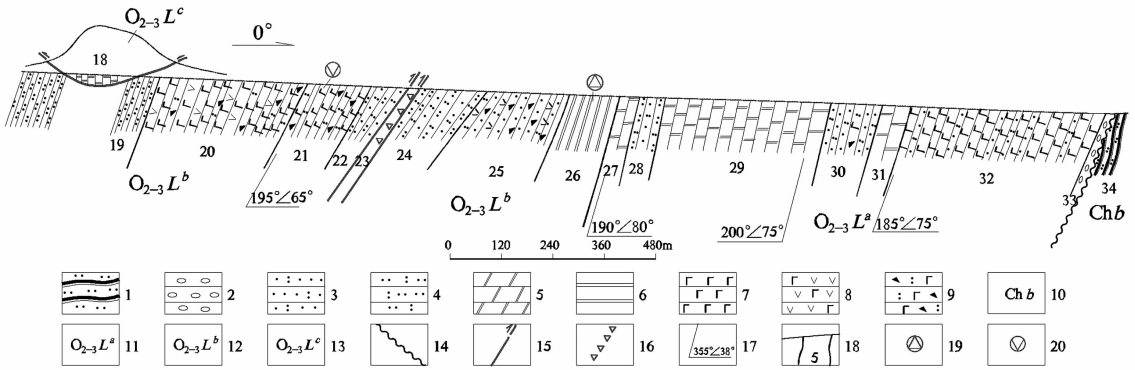 O₂₋₃Lᶜ
0°
18
19 20 21 22 23 24 25 26 27 28 29 30 31 32 33 34
O₂₋₃Lᵇ O₂₋₃Lᵇ O₂₋₃Lᵃ Chb
195°∠65° 190°∠80° 200°∠75° 185°∠75°
0 120 240 360 480m
1 2 3 4 5 6 7 8 9 Chb 10
O₂₋₃Lᵃ 11 O₂₋₃Lᵇ 12 O₂₋₃Lᶜ 13 14 15 16 355°∠38° 17 5 18 19 20